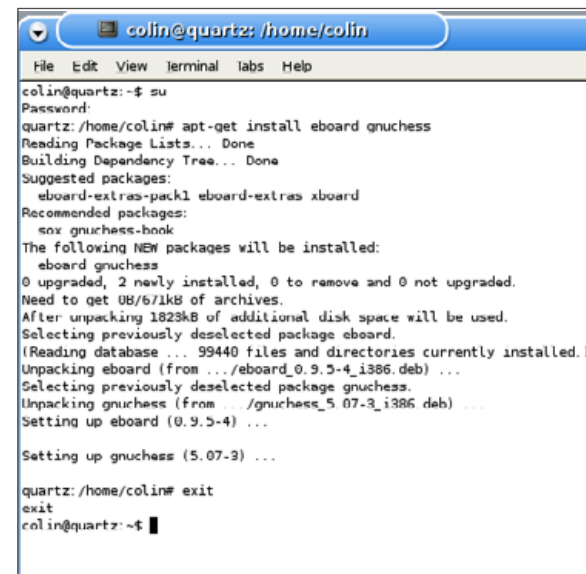 colin@quartz: /home/colin
File Edit View Terminal Tabs Help
colin@quartz:~$ su
Password:
quartz:/home/colin# apt-get install eboard gnuchess
Reading Package Lists... Done
Building Dependency Tree... Done
Suggested packages:
  eboard-extras-pack1 eboard-extras xboard
Recommended packages:
  sox gnuchess-book
The following NEW packages will be installed:
  eboard gnuchess
0 upgraded, 2 newly installed, 0 to remove and 0 not upgraded.
Need to get 0B/671kB of archives.
After unpacking 1823kB of additional disk space will be used.
Selecting previously deselected package eboard.
(Reading database ... 99440 files and directories currently installed.
Unpacking eboard (from .../eboard_0.9.5-4_i386.deb) ...
Selecting previously deselected package gnuchess.
Unpacking gnuchess (from .../gnuchess_5.07-3_i386.deb) ...
Setting up eboard (0.9.5-4) ...
Setting up gnuchess (5.07-3) ...
quartz:/home/colin# exit
exit
colin@quartz:~$